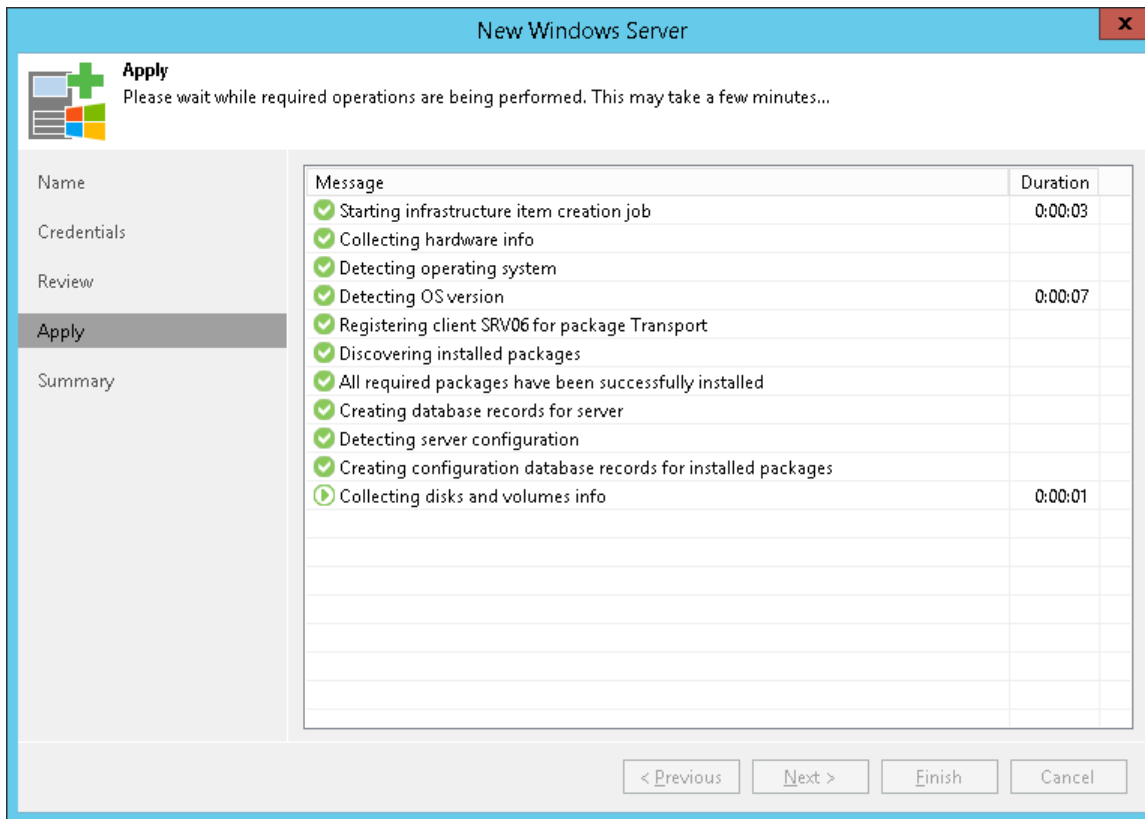 New Windows Server
x
Apply
Please wait while required operations are being performed. This may take a few minutes...
Name
Credentials
Review
Apply
Summary
Message Duration
Starting infrastructure item creation job 0:00:03
Collecting hardware info
Detecting operating system
Detecting OS version 0:00:07
Registering client SRV06 for package Transport
Discovering installed packages
All required packages have been successfully installed
Creating database records for server
Detecting server configuration
Creating configuration database records for installed packages
Collecting disks and volumes info 0:00:01
< Previous Next > Finish Cancel